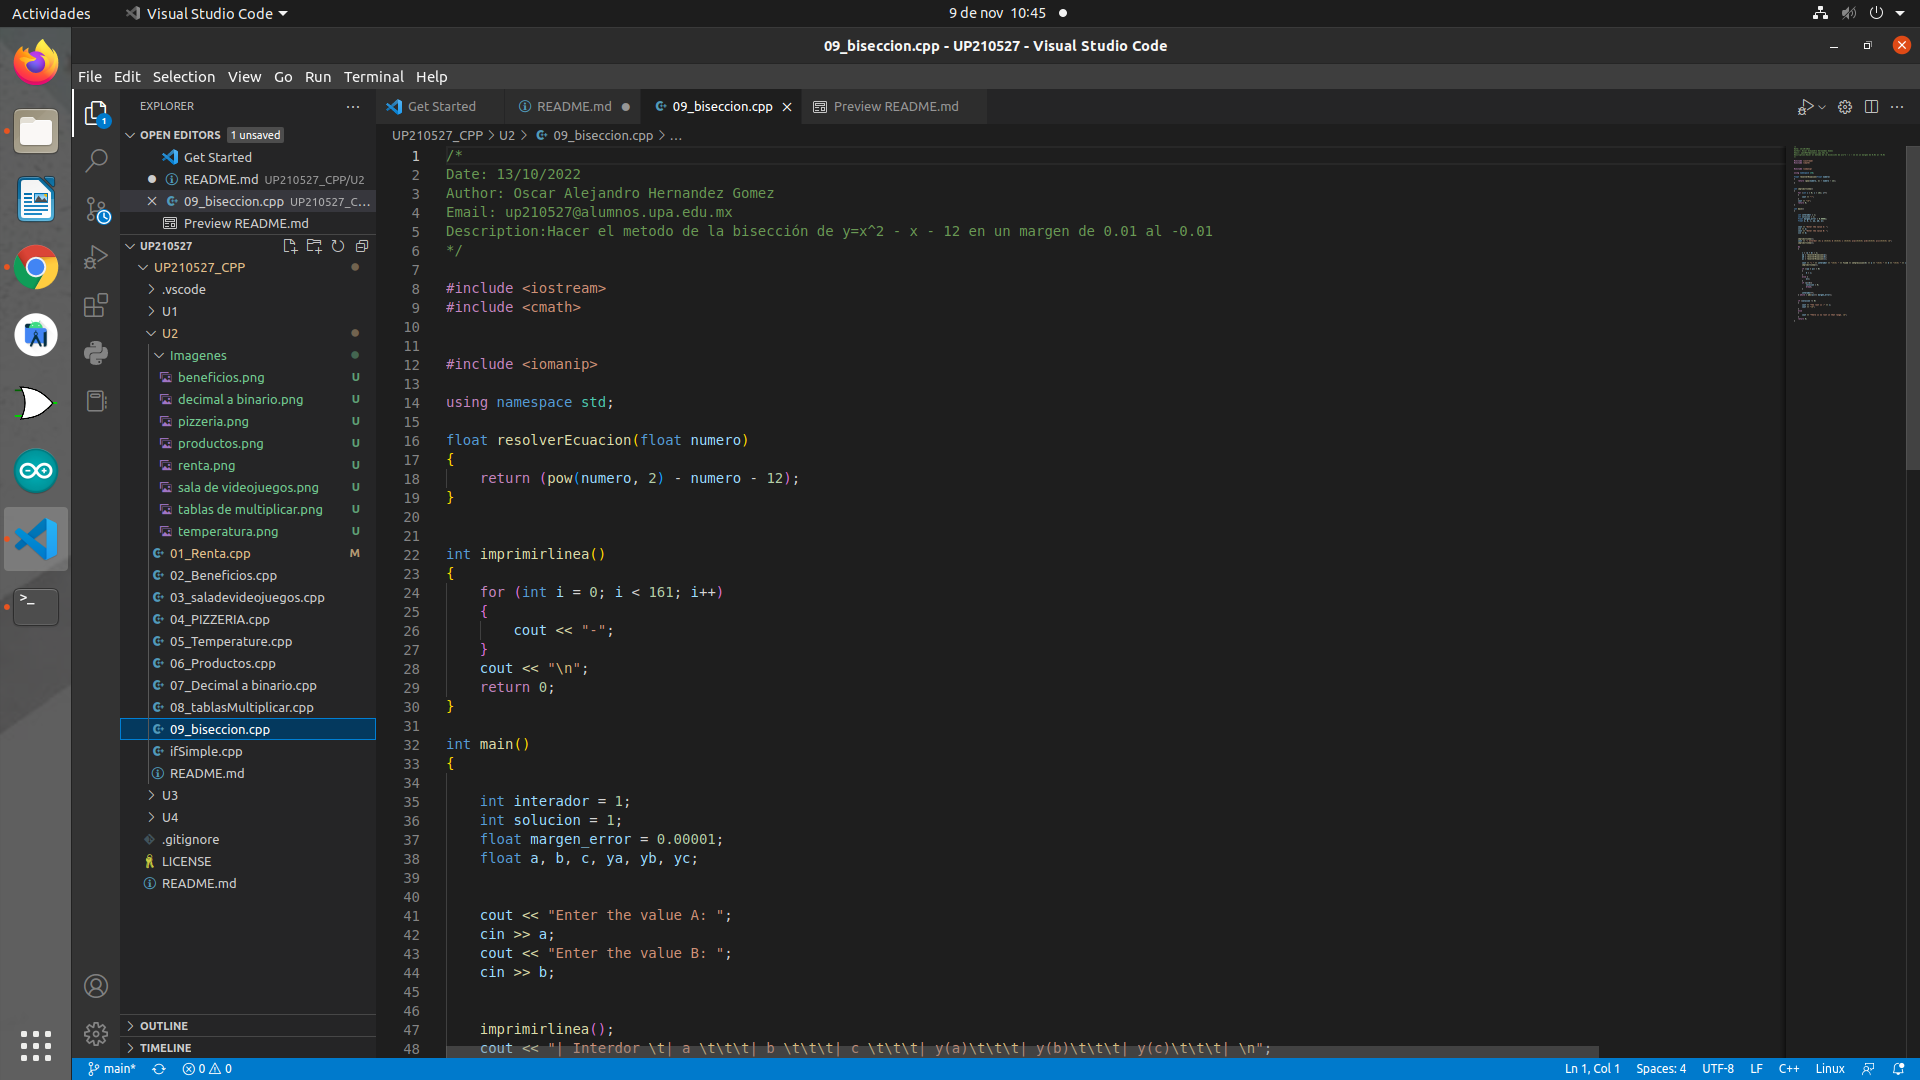 Actividades
Visual Studio Code
9 de nov 10:45
09_biseccion.cpp - UP210527 - Visual Studio Code
File Edit Selection View Go Run Terminal Help
EXPLORER
OPEN EDITORS 1 unsaved
Get Started
README.md UP210527_CPP/U2
09_biseccion.cpp UP210527_C...
Preview README.md
UP210527
UP210527_CPP
.vscode
U1
U2
Imagenes
beneficios.png U
decimal a binario.png U
pizzeria.png U
productos.png U
renta.png U
sala de videojuegos.png U
tablas de multiplicar.png U
temperatura.png U
01_Renta.cpp M
02_Beneficios.cpp
03_saladevideojuegos.cpp
04_PIZZERIA.cpp
05_Temperature.cpp
06_Productos.cpp
07_Decimal a binario.cpp
08_tablasMultiplicar.cpp
09_biseccion.cpp
ifSimple.cpp
README.md
U3
U4
.gitignore
LICENSE
README.md
OUTLINE
TIMELINE
Get Started README.md 09_biseccion.cpp Preview README.md
UP210527_CPP > U2 > 09_biseccion.cpp > ...
1 /*
2 Date: 13/10/2022
3 Author: Oscar Alejandro Hernandez Gomez
4 Email: up210527@alumnos.upa.edu.mx
5 Description:Hacer el metodo de la bisección de y=x^2 - x - 12 en un margen de 0.01 al -0.01
6 */
7
8 #include <iostream>
9 #include <cmath>
10
11
12 #include <iomanip>
13
14 using namespace std;
15
16 float resolverEcuacion(float numero)
17 {
18 return (pow(numero, 2) - numero - 12);
19 }
20
21
22 int imprimirlinea()
23 {
24 for (int i = 0; i < 161; i++)
25 {
26 cout << "-";
27 }
28 cout << "\n";
29 return 0;
30 }
31
32 int main()
33 {
34
35 int interador = 1;
36 int solucion = 1;
37 float margen_error = 0.00001;
38 float a, b, c, ya, yb, yc;
39
40
41 cout << "Enter the value A: ";
42 cin >> a;
43 cout << "Enter the value B: ";
44 cin >> b;
45
46
47 imprimirlinea();
48 cout << "| Interdor \t| a \t\t\t| b \t\t\t| c \t\t\t| y(a)\t\t\t| y(b)\t\t\t| y(c)\t\t\t| \n";
main* 0 0 Ln 1, Col 1 Spaces: 4 UTF-8 LF C++ Linux